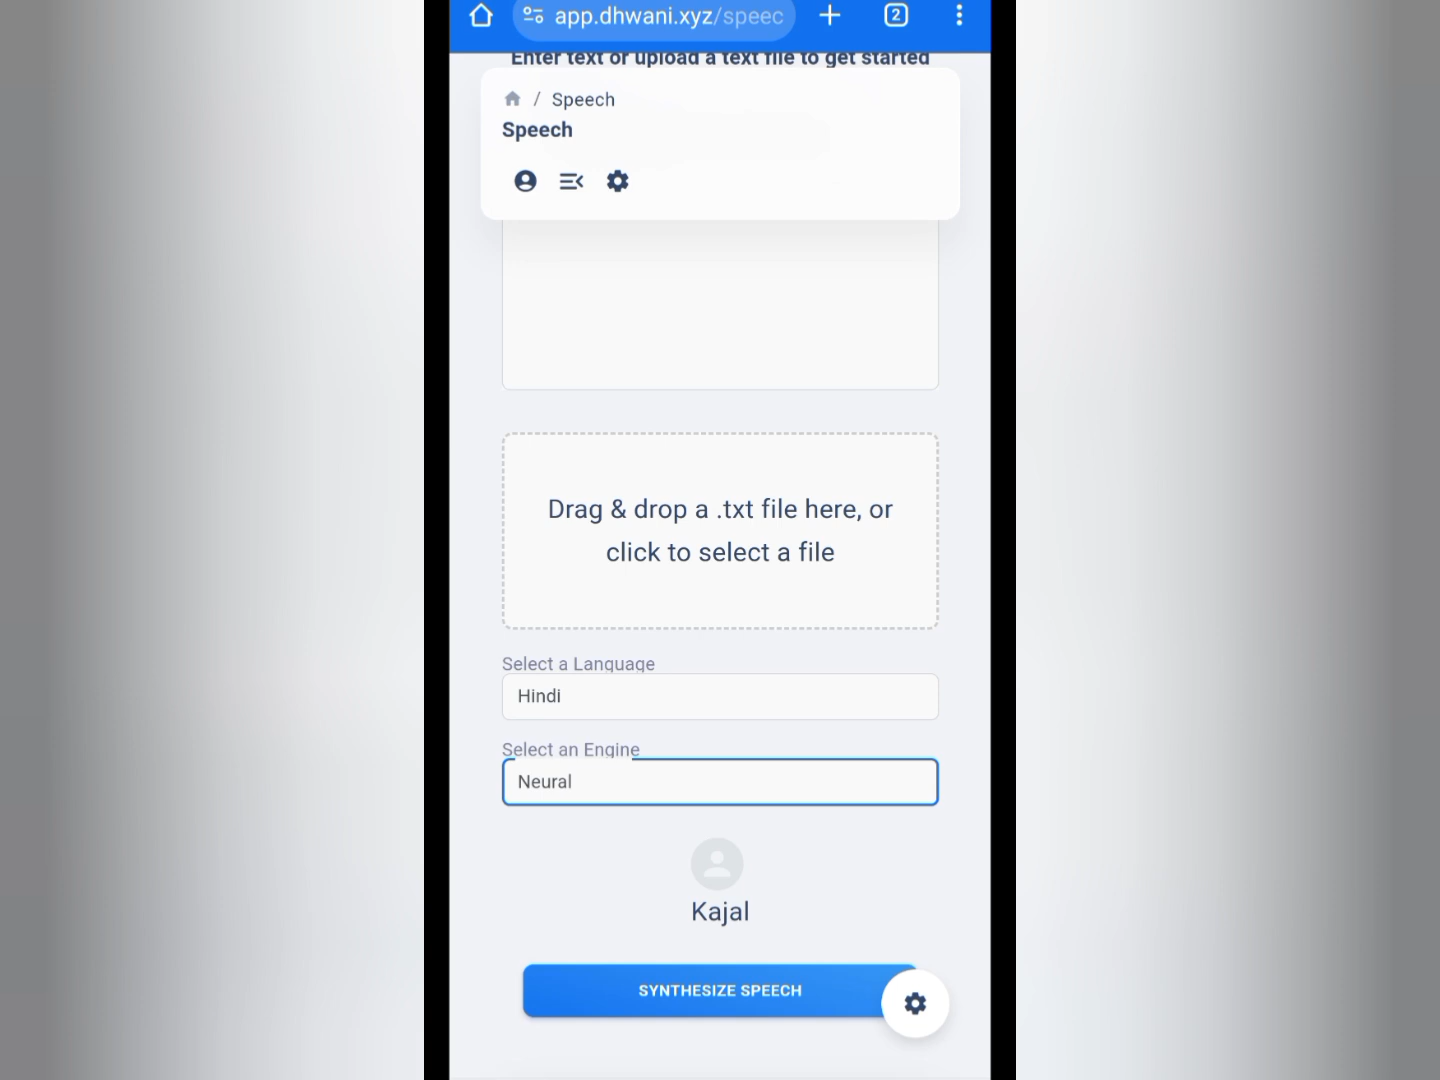 app.dhwani.xyz/speec
2
Enter text or upload a text file to get started
/ Speech
Speech
Drag & drop a .txt file here, or
click to select a file
Select a Language
Hindi
Select an Engine
Neural
Kajal
SYNTHESIZE SPEECH